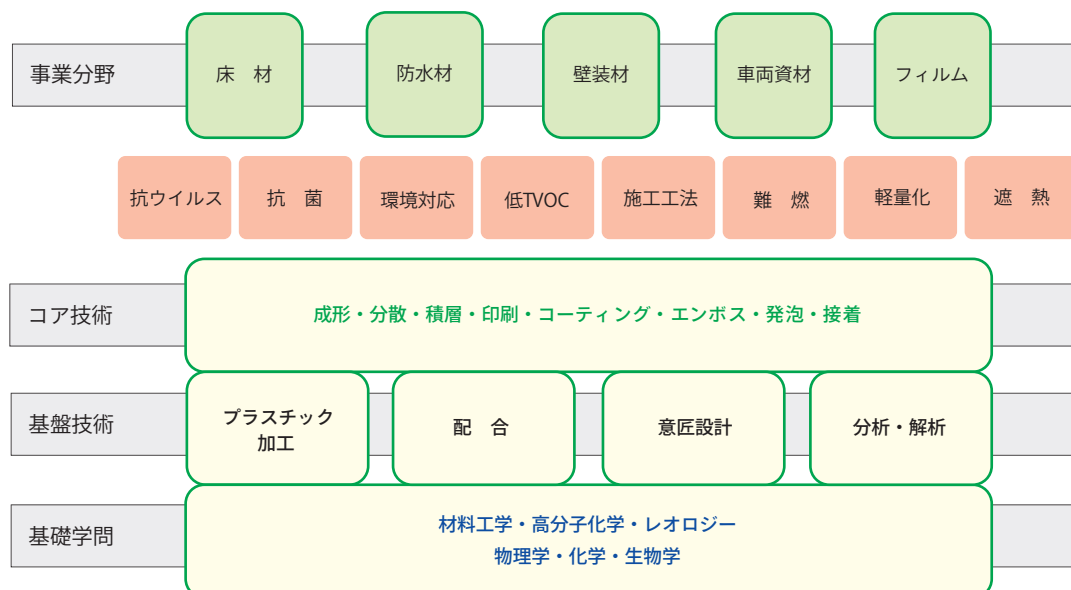 事業分野
床　材
防水材
壁装材
車両資材
フィルム
抗ウイルス
抗　菌
環境対応
低TVOC
施工工法
難　燃
軽量化
遮　熱
コア技術
成形・分散・積層・印刷・コーティング・エンボス・発泡・接着
基盤技術
プラスチック
加工
配　合
意匠設計
分析・解析
基礎学問
材料工学・高分子化学・レオロジー
物理学・化学・生物学